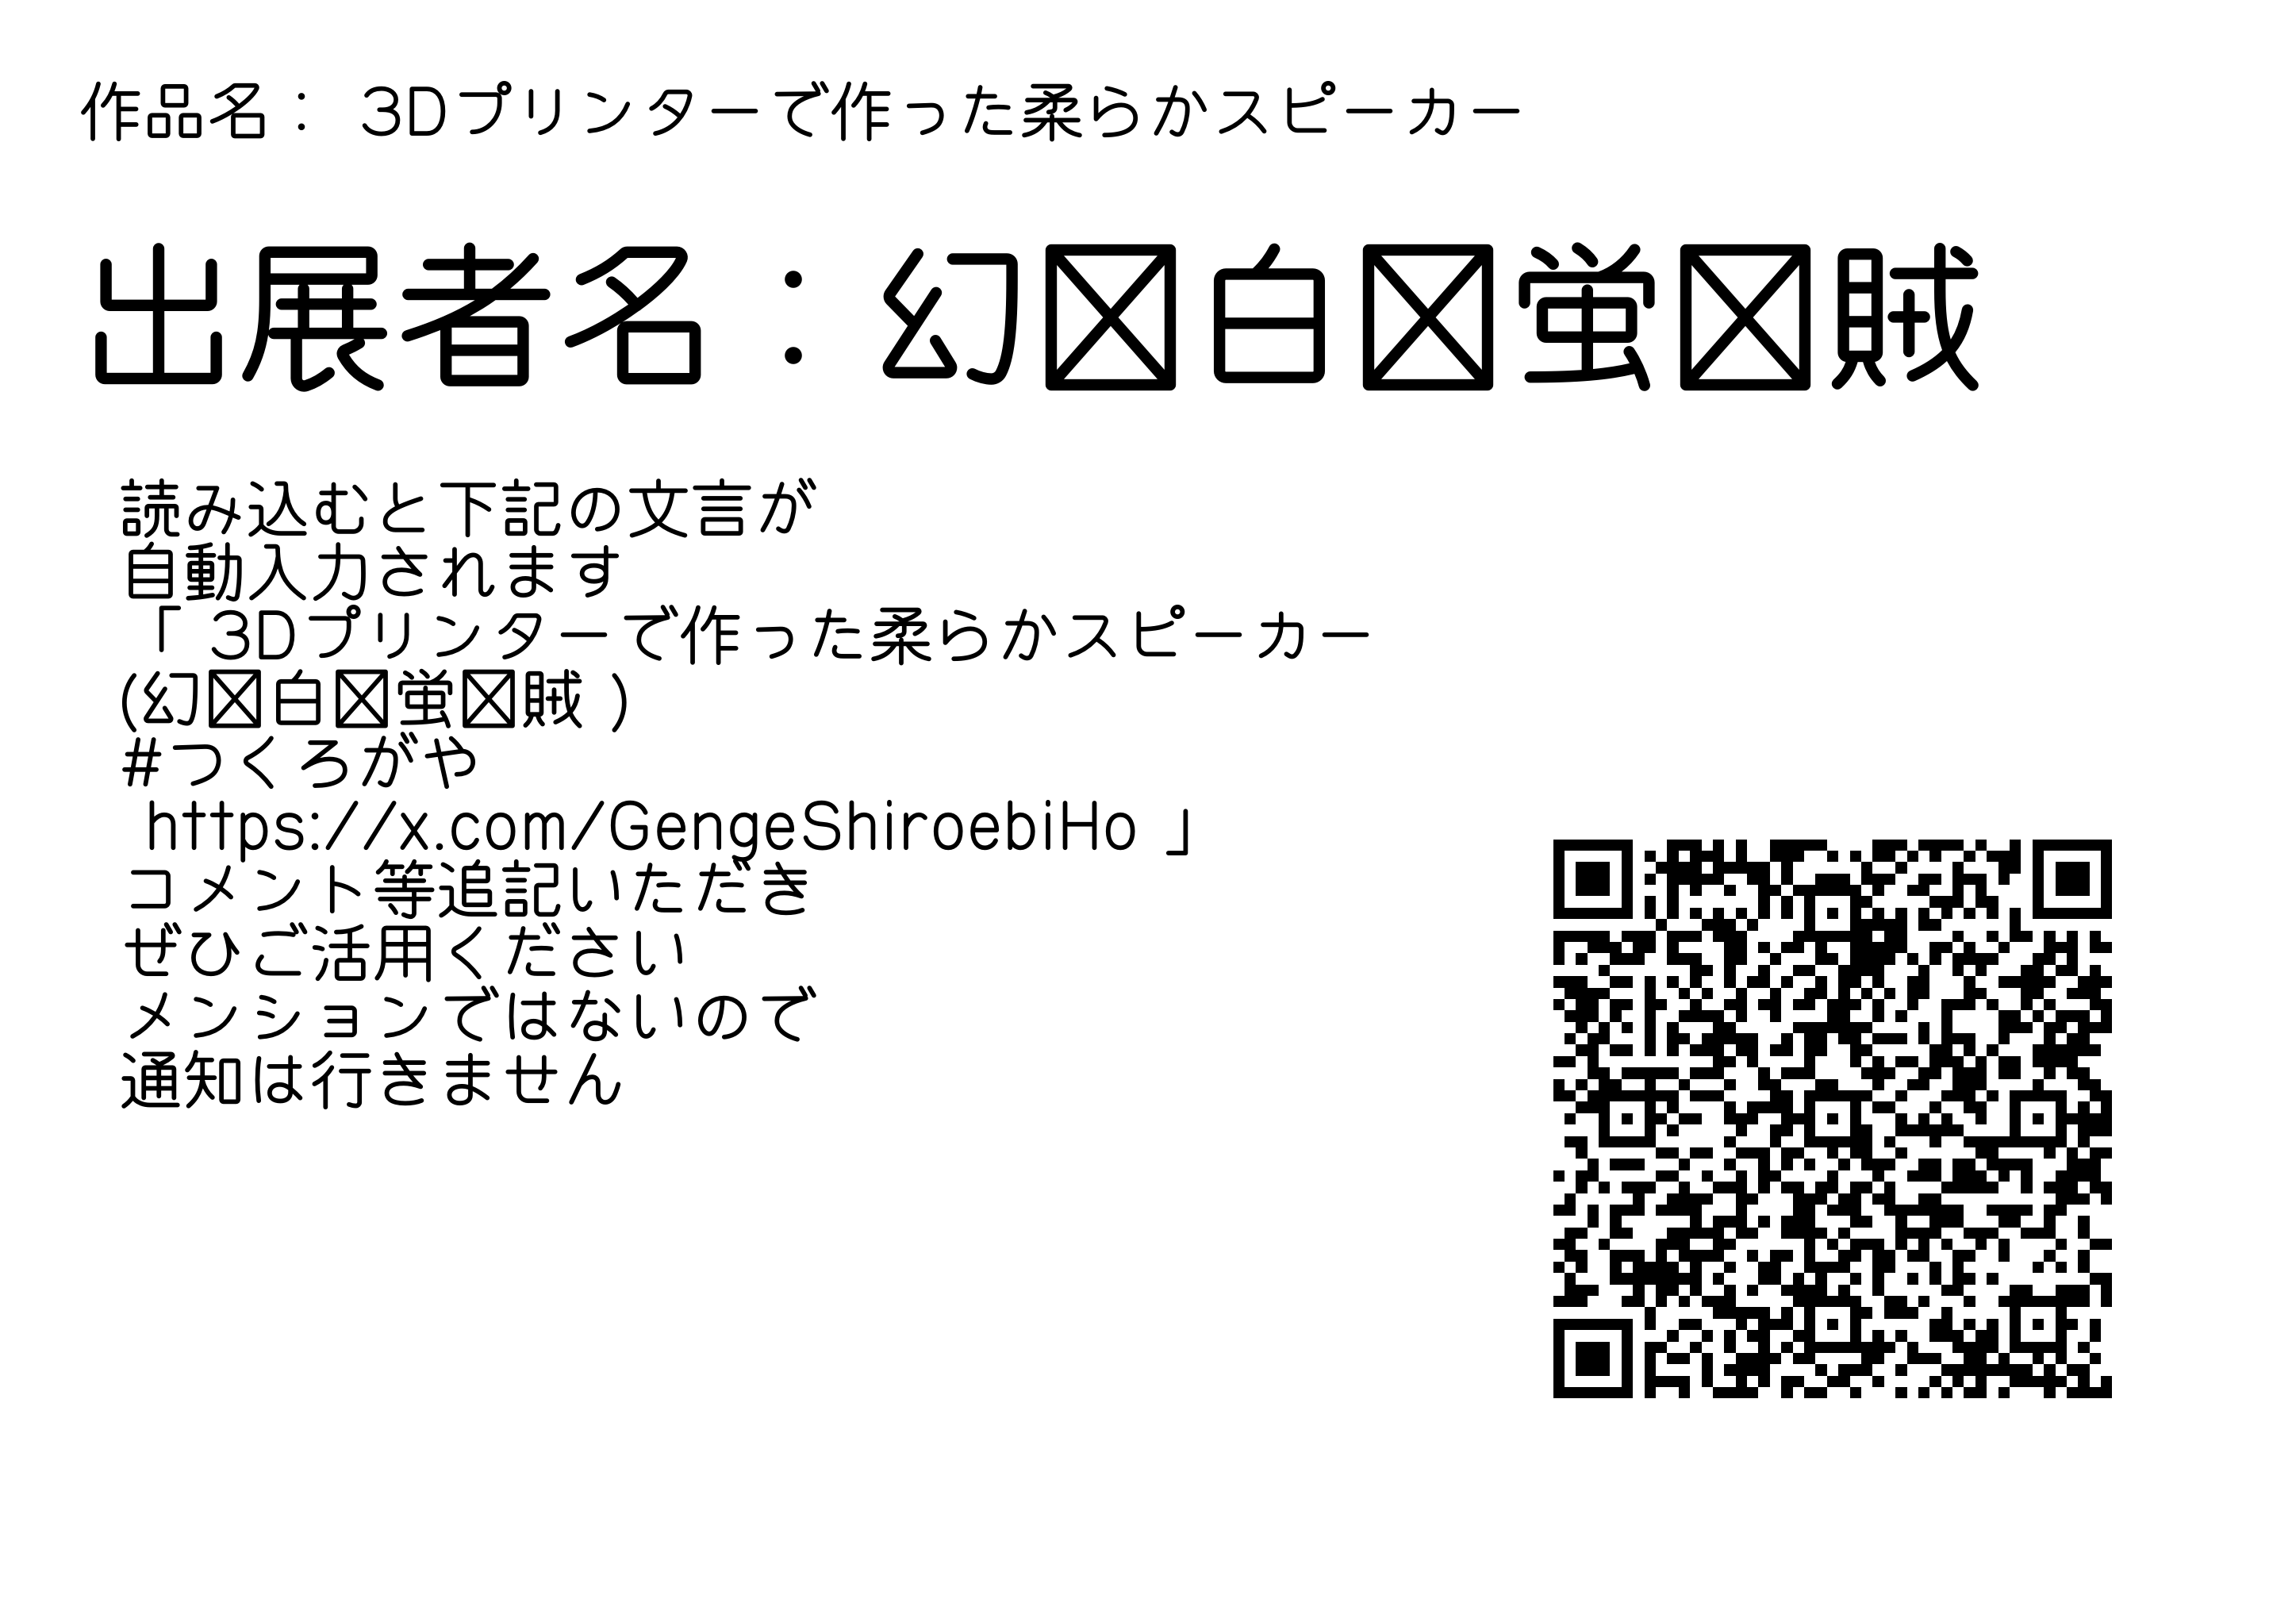 作品名： 3Dプリンターで作った柔らかスピーカー
出展者名：幻☒白☒蛍☒賊
読み込むと下記の文言が
自動入力されます
「3Dプリンターで作った柔らかスピーカー
(幻☒白☒蛍☒賊 )
#つくろがや
https://x.com/GengeShiroebiHo 」
コメント等追記いただき
ぜひご活用ください
メンションではないので
通知は行きません